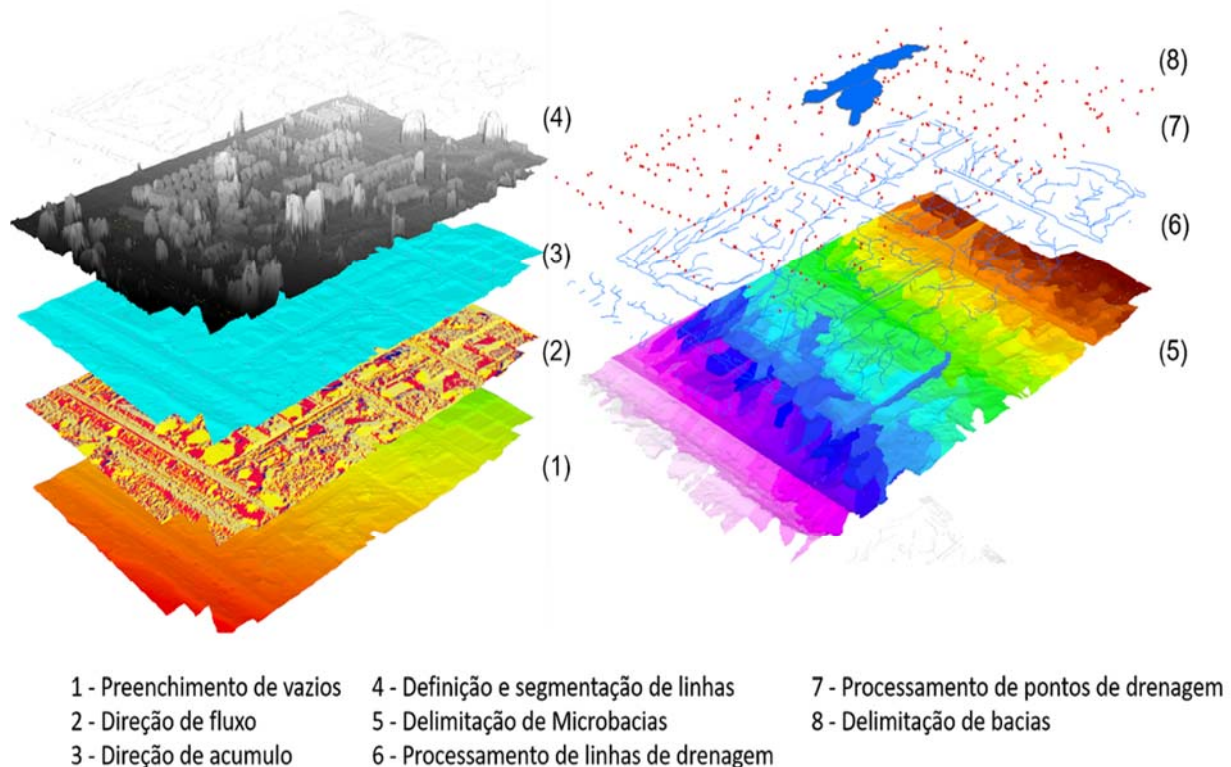 (4)
(3)
(2)
(1)
(8)
(7)
(6)
(5)
1 - Preenchimento de vazios
2 - Direção de fluxo
3 - Direção de acumulo
4 - Definição e segmentação de linhas
5 - Delimitação de Microbacias
6 - Processamento de linhas de drenagem
7 - Processamento de pontos de drenagem
8 - Delimitação de bacias